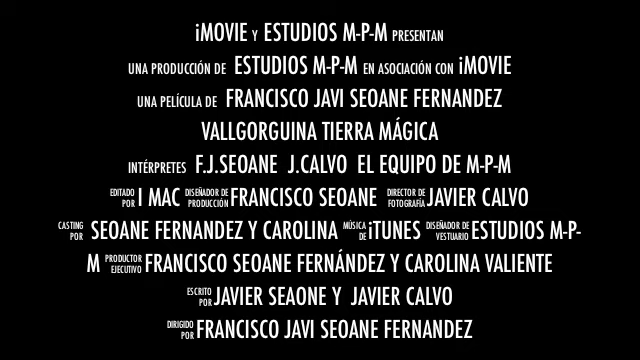 iMOVIE Y ESTUDIOS M-P-M PRESENTAN
UNA PRODUCCIÓN DE ESTUDIOS M-P-M EN ASOCIACIÓN CON iMOVIE
UNA PELÍCULA DE FRANCISCO JAVI SEOANE FERNANDEZ
VALLGORGUINA TIERRA MÁGICA
INTÉRPRETES F.J.SEOANE J.CALVO EL EQUIPO DE M-P-M
EDITADO POR I MAC DISEÑADOR DE PRODUCCIÓN FRANCISCO SEOANE DIRECTOR DE FOTOGRAFÍA JAVIER CALVO
CASTING POR SEOANE FERNANDEZ Y CAROLINA MÚSICA DE iTUNES DISEÑADOR DE VESTUARIO ESTUDIOS M-P-
M PRODUCTOR EJECUTIVO FRANCISCO SEOANE FERNÁNDEZ Y CAROLINA VALIENTE
ESCRITO POR JAVIER SEAONE Y JAVIER CALVO
DIRIGIDO POR FRANCISCO JAVI SEOANE FERNANDEZ